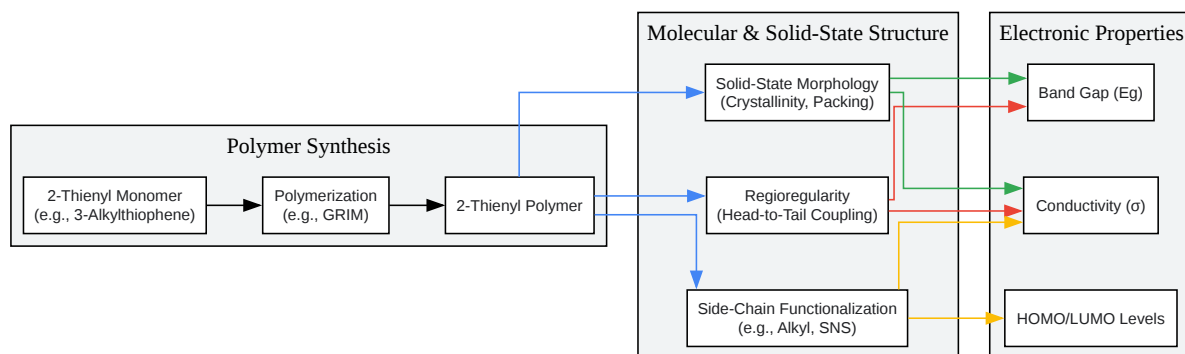 Polymer Synthesis
2-Thienyl Monomer
(e.g., 3-Alkylthiophene)
Polymerization
(e.g., GRIM)
2-Thienyl Polymer
Molecular & Solid-State Structure
Solid-State Morphology
(Crystallinity, Packing)
Regioregularity
(Head-to-Tail Coupling)
Side-Chain Functionalization
(e.g., Alkyl, SNS)
Electronic Properties
Band Gap (Eg)
Conductivity (σ)
HOMO/LUMO Levels